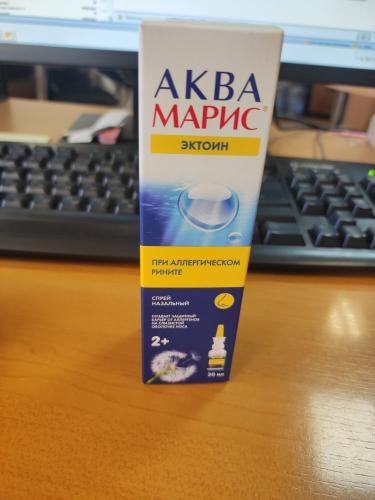 АКВА
МАРИС®
ЭКТОИН
ПРИ АЛЛЕРГИЧЕСКОМ
РИНИТЕ
СПРЕЙ
НАЗАЛЬНЫЙ
СОЗДАЕТ ЗАЩИТНЫЙ
БАРЬЕР ОТ АЛЛЕРГЕНОВ
НА СЛИЗИСТОЙ
ОБОЛОЧКЕ НОСА
2+
20 мл